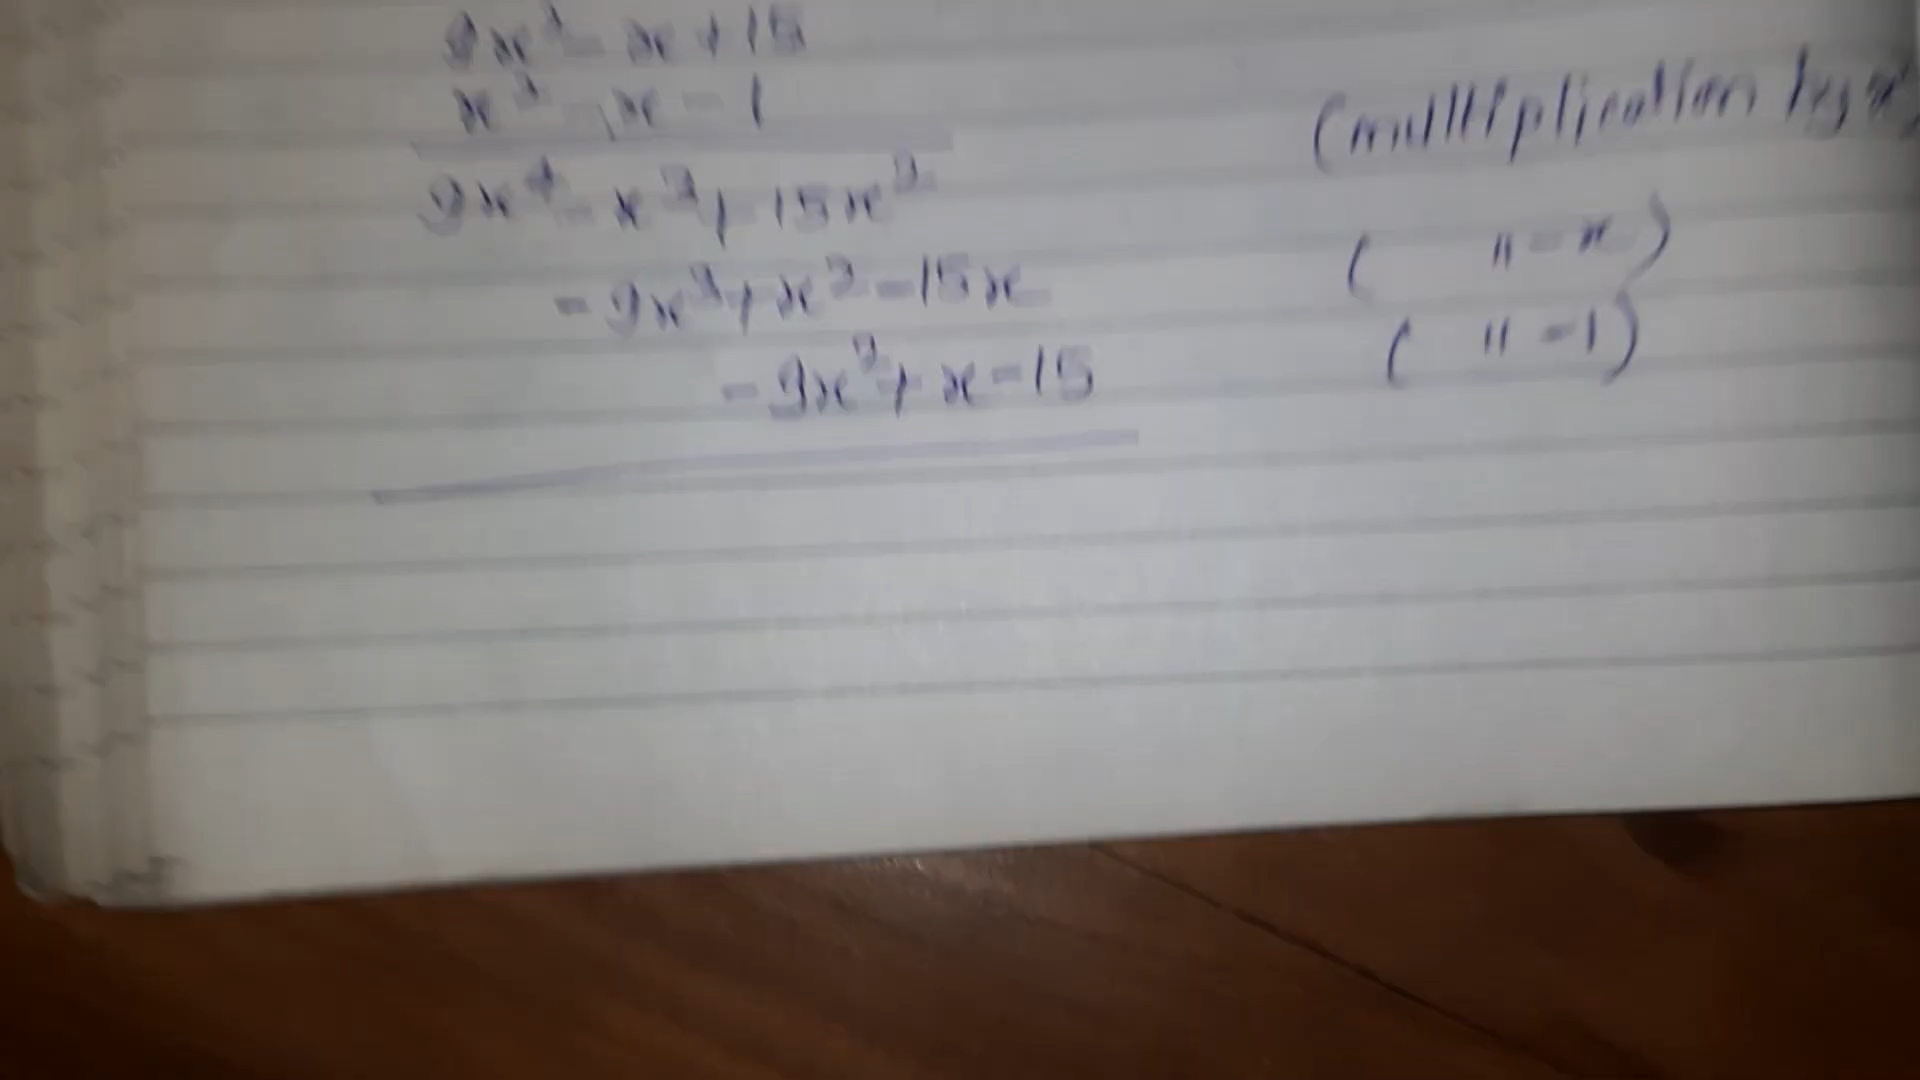 9x² - x + 15
x² - x - 1
(multiplication by x²)
9x⁴ - x³ + 15x²
( " - x )
- 9x³ + x² - 15x
( " - 1 )
- 9x² + x - 15